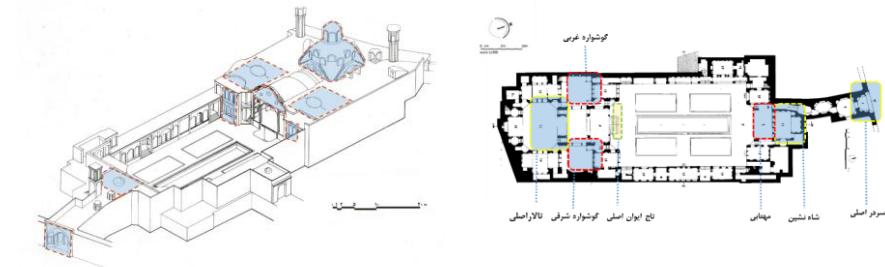 گوشواره غربی
تالاراصلی
گوشواره شرقی
تاج ایوان اصلی
مهتابی
شاه نشین
سردر اصلی